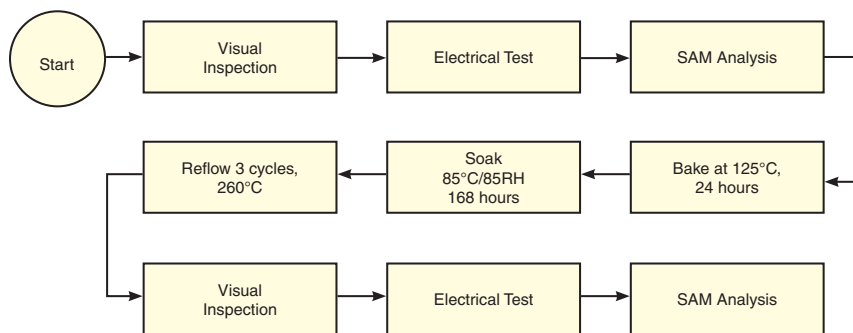 Start
Visual
Inspection
Electrical Test
SAM Analysis
Bake at 125°C,
24 hours
Soak
85°C/85RH
168 hours
Reflow 3 cycles,
260°C
Visual
Inspection
Electrical Test
SAM Analysis